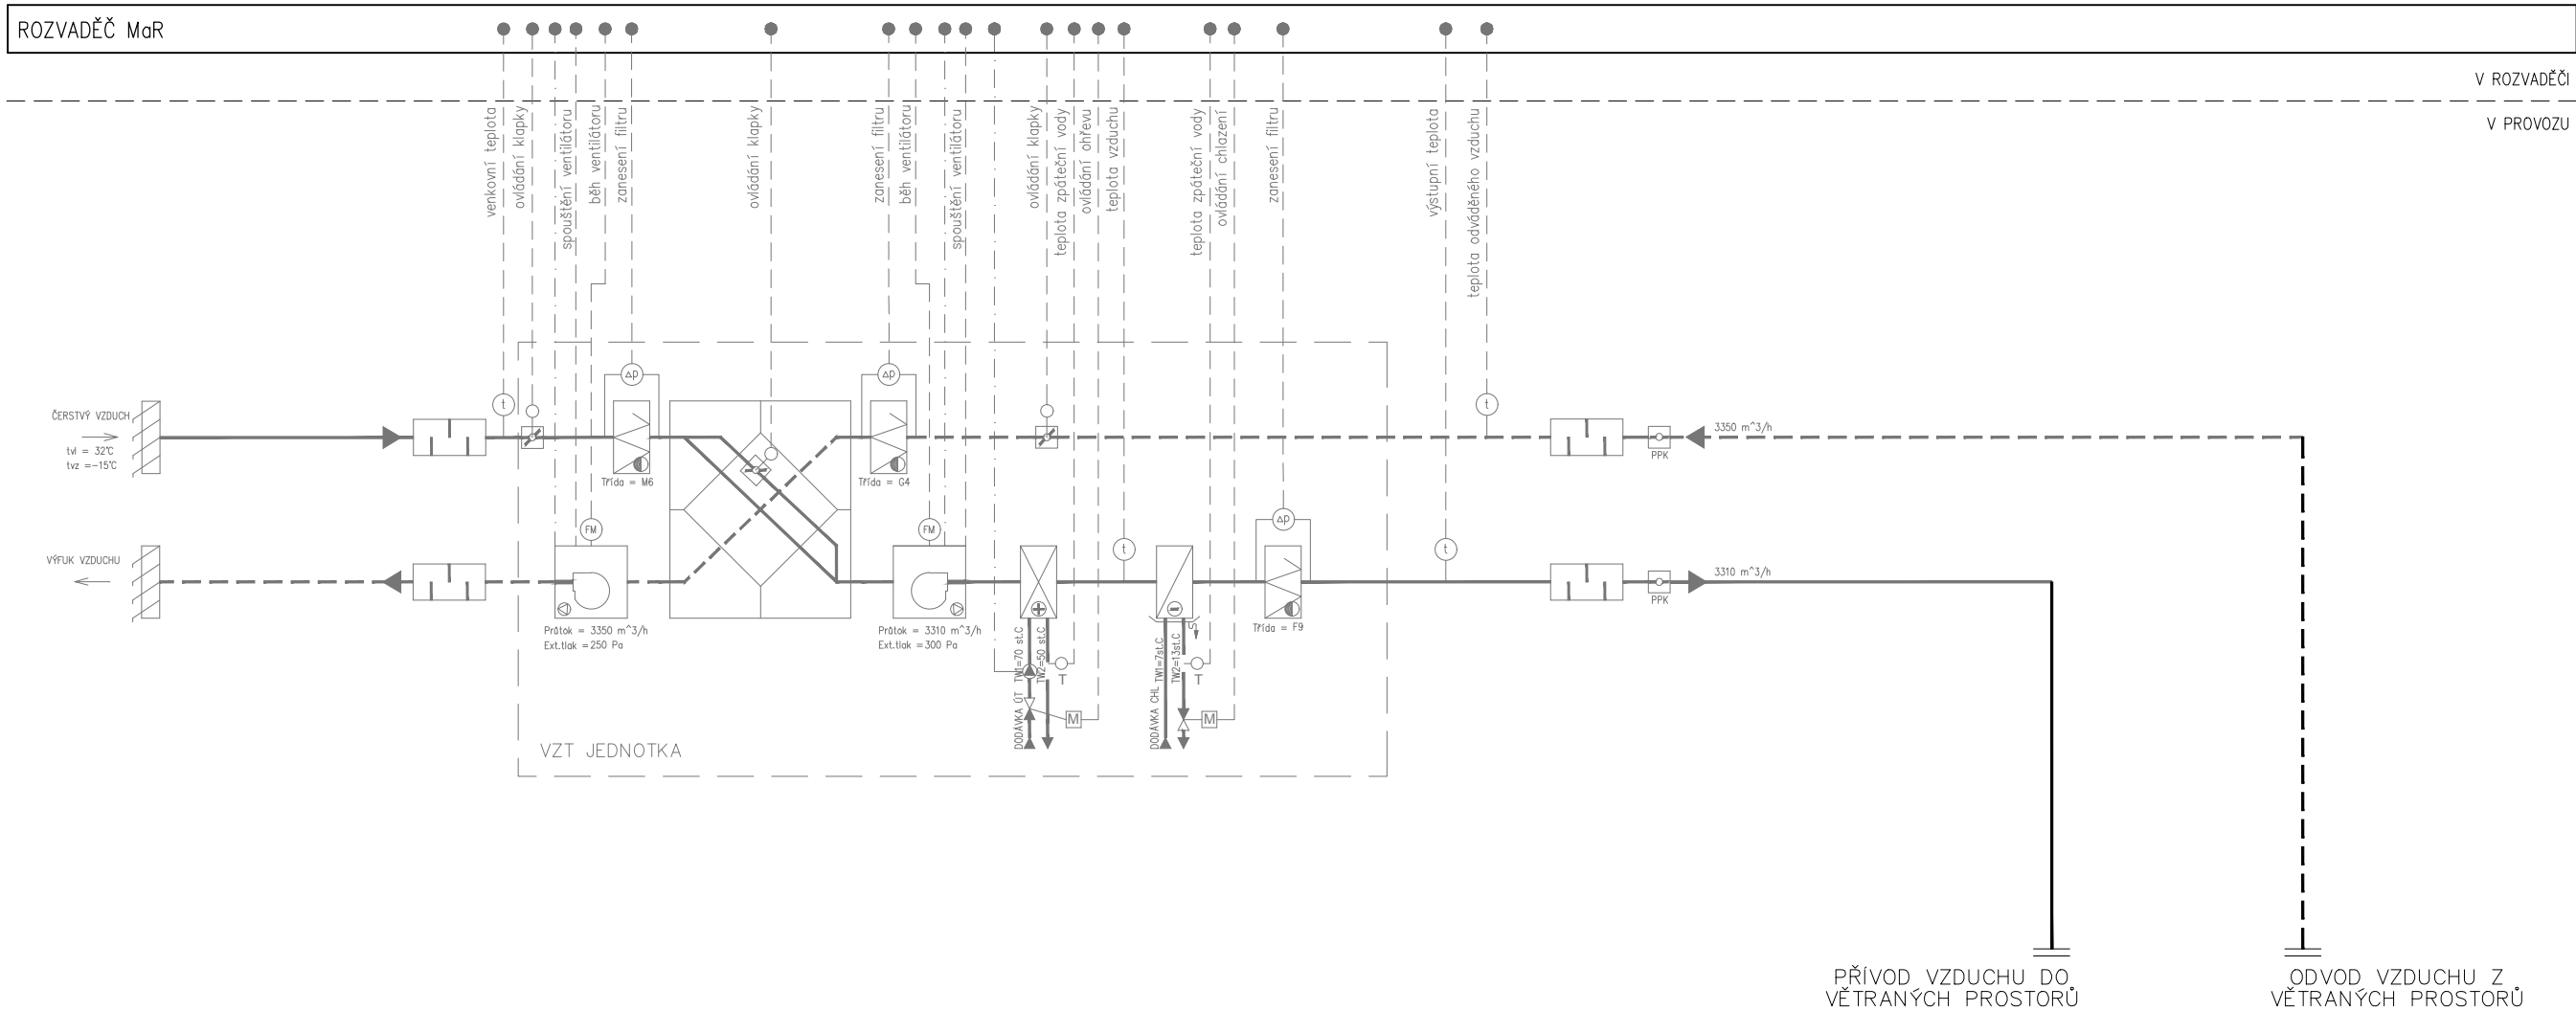 ROZVADĚČ MaR
V ROZVADĚČI
V PROVOZU
venkovní teplota
ovládání klapky
spouštění ventilátoru
běh ventilátoru
zanesení filtru
ovládání klapky
zanesení filtru
běh ventilátoru
spouštění ventilátoru
ovládání klapky
teplota zpáteční vody
ovládání ohřevu
teplota vzduchu
teplota zpáteční vody
ovládání chlazení
zanesení filtru
výstupní teplota
teplota odváděného vzduchu
Δp
Δp
t
t
ČERSTVÝ VZDUCH
tvl = 32°C
tvz =-15°C
3350 m^3/h
PPK
Třída = M6
Třída = G4
FM
FM
Δp
t
t
VÝFUK VZDUCHU
3310 m^3/h
PPK
Průtok = 3350 m^3/h
Ext.tlak =250 Pa
Průtok = 3310 m^3/h
Ext.tlak =300 Pa
Třída = F9
DODÁVKA ÚT TW1=70 st.C
TW2=50 st.C
T
M
DODÁVKA CHL TW1=7st.C
TW2=13st.C
T
M
VZT JEDNOTKA
PŘÍVOD VZDUCHU DO
VĚTRANÝCH PROSTORŮ
ODVOD VZDUCHU Z
VĚTRANÝCH PROSTORŮ